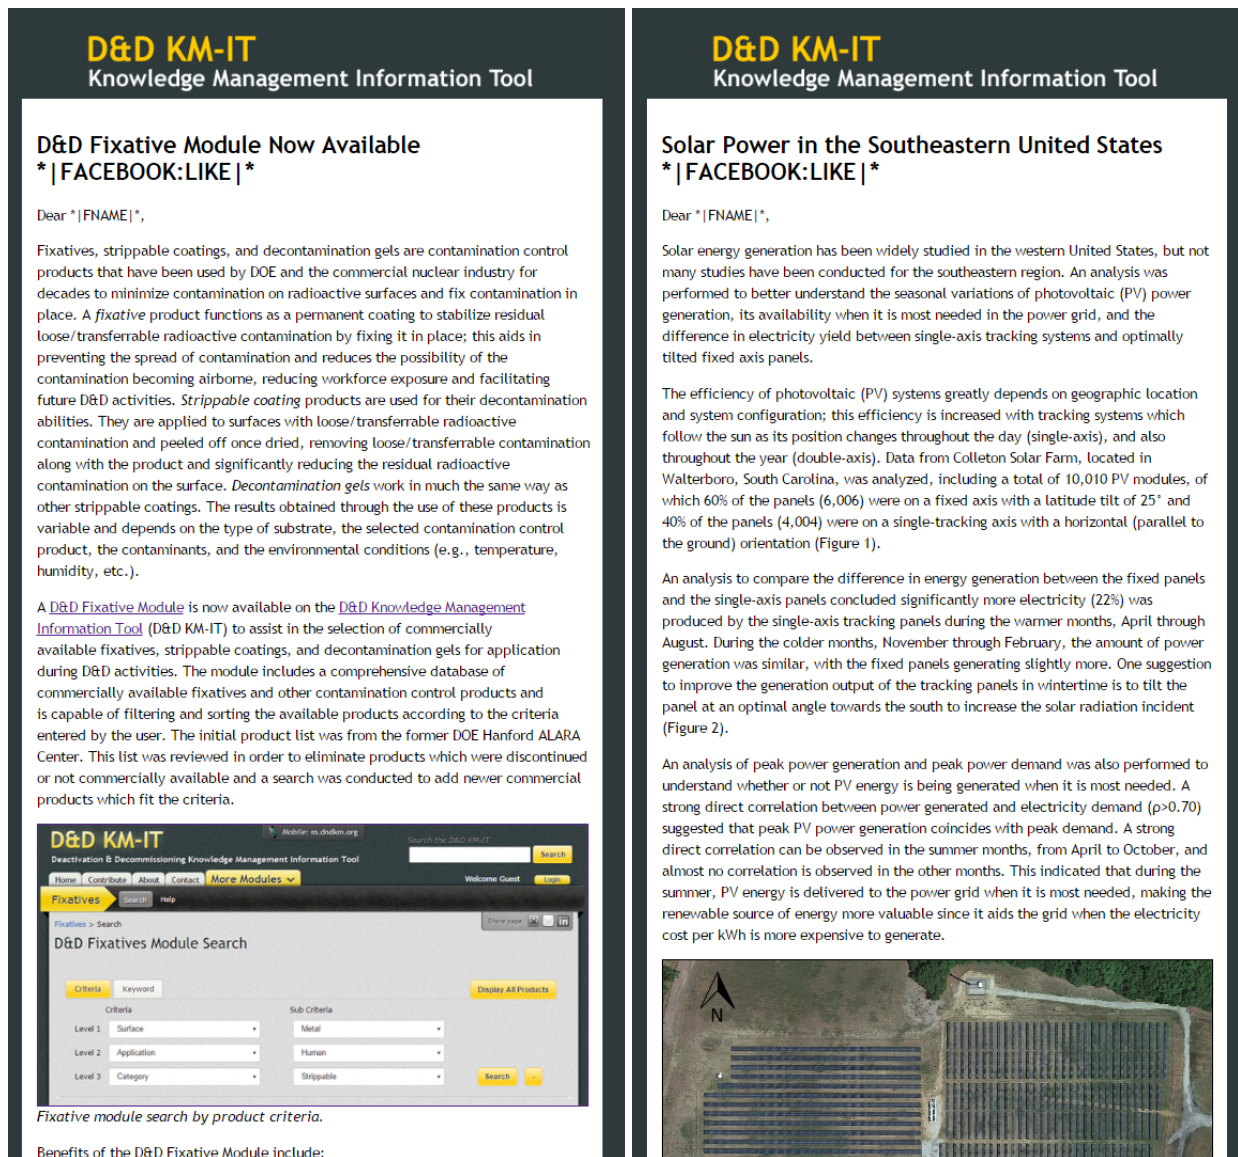 D&D KM-IT
Knowledge Management Information Tool
D&D Fixative Module Now Available
*|FACEBOOK:LIKE|*
Dear *|FNAME|*,
Fixatives, strippable coatings, and decontamination gels are contamination control
products that have been used by DOE and the commercial nuclear industry for
decades to minimize contamination on radioactive surfaces and fix contamination in
place. A fixative product functions as a permanent coating to stabilize residual
loose/transferrable radioactive contamination by fixing it in place; this aids in
preventing the spread of contamination and reduces the possibility of the
contamination becoming airborne, reducing workforce exposure and facilitating
future D&D activities. Strippable coating products are used for their decontamination
abilities. They are applied to surfaces with loose/transferrable radioactive
contamination and peeled off once dried, removing loose/transferrable contamination
along with the product and significantly reducing the residual radioactive
contamination on the surface. Decontamination gels work in much the same way as
other strippable coatings. The results obtained through the use of these products is
variable and depends on the type of substrate, the selected contamination control
product, the contaminants, and the environmental conditions (e.g., temperature,
humidity, etc.).
A D&D Fixative Module is now available on the D&D Knowledge Management
Information Tool (D&D KM-IT) to assist in the selection of commercially
available fixatives, strippable coatings, and decontamination gels for application
during D&D activities. The module includes a comprehensive database of
commercially available fixatives and other contamination control products and
is capable of filtering and sorting the available products according to the criteria
entered by the user. The initial product list was from the former DOE Hanford ALARA
Center. This list was reviewed in order to eliminate products which were discontinued
or not commercially available and a search was conducted to add newer commercial
products which fit the criteria.
D&D KM-IT
Mobile: m.dndkm.org
Search the D&D KM-IT
Deactivation & Decommissioning Knowledge Management Information Tool
Search
Home Contribute About Contact More Modules
Welcome Guest
Login
Fixatives
Search
Help
Share page:
in
Fixatives > Search
D&D Fixatives Module Search
Criteria
Keyword
Display All Products
Criteria
Sub Criteria
Level 1 Surface Metal
Level 2 Application Human
Level 3 Category Strippable Search -
Fixative module search by product criteria.
Benefits of the D&D Fixative Module include:
D&D KM-IT
Knowledge Management Information Tool
Solar Power in the Southeastern United States
*|FACEBOOK:LIKE|*
Dear *|FNAME|*,
Solar energy generation has been widely studied in the western United States, but not
many studies have been conducted for the southeastern region. An analysis was
performed to better understand the seasonal variations of photovoltaic (PV) power
generation, its availability when it is most needed in the power grid, and the
difference in electricity yield between single-axis tracking systems and optimally
tilted fixed axis panels.
The efficiency of photovoltaic (PV) systems greatly depends on geographic location
and system configuration; this efficiency is increased with tracking systems which
follow the sun as its position changes throughout the day (single-axis), and also
throughout the year (double-axis). Data from Colleton Solar Farm, located in
Walterboro, South Carolina, was analyzed, including a total of 10,010 PV modules, of
which 60% of the panels (6,006) were on a fixed axis with a latitude tilt of 25° and
40% of the panels (4,004) were on a single-tracking axis with a horizontal (parallel to
the ground) orientation (Figure 1).
An analysis to compare the difference in energy generation between the fixed panels
and the single-axis panels concluded significantly more electricity (22%) was
produced by the single-axis tracking panels during the warmer months, April through
August. During the colder months, November through February, the amount of power
generation was similar, with the fixed panels generating slightly more. One suggestion
to improve the generation output of the tracking panels in wintertime is to tilt the
panel at an optimal angle towards the south to increase the solar radiation incident
(Figure 2).
An analysis of peak power generation and peak power demand was also performed to
understand whether or not PV energy is being generated when it is most needed. A
strong direct correlation between power generated and electricity demand (ρ>0.70)
suggested that peak PV power generation coincides with peak demand. A strong
direct correlation can be observed in the summer months, from April to October, and
almost no correlation is observed in the other months. This indicated that during the
summer, PV energy is delivered to the power grid when it is most needed, making the
renewable source of energy more valuable since it aids the grid when the electricity
cost per kWh is more expensive to generate.
N